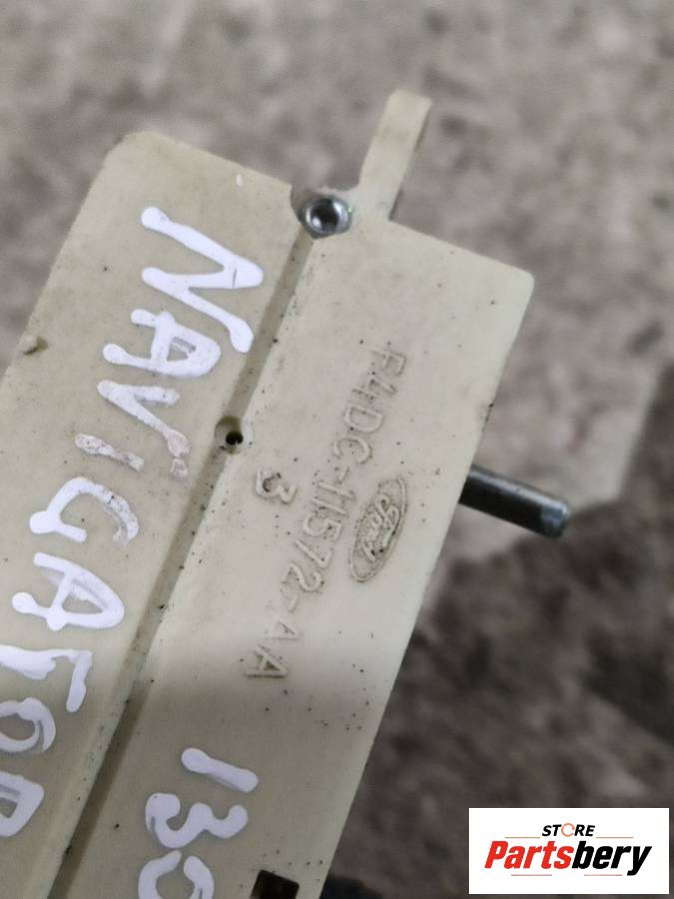 NAVIGATOR
F4DC-11572-AA
3
Ford
STORE
Partsbery